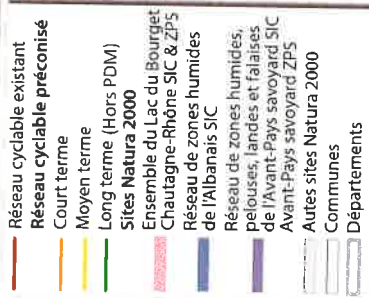 Réseau cyclable existant
Réseau cyclable préconisé
Court terme
Moyen terme
Long terme (Hors PDM)
Sites Natura 2000
Ensemble du Lac du Bourget
Chautagne-Rhône SIC & ZPS
Réseau de zones humides
de l'Albanais SIC
Réseau de zones humides,
pelouses, landes et falaises
de l'Avant-Pays savoyard SIC
Avant-Pays savoyard ZPS
Autres sites Natura 2000
Communes
Départements